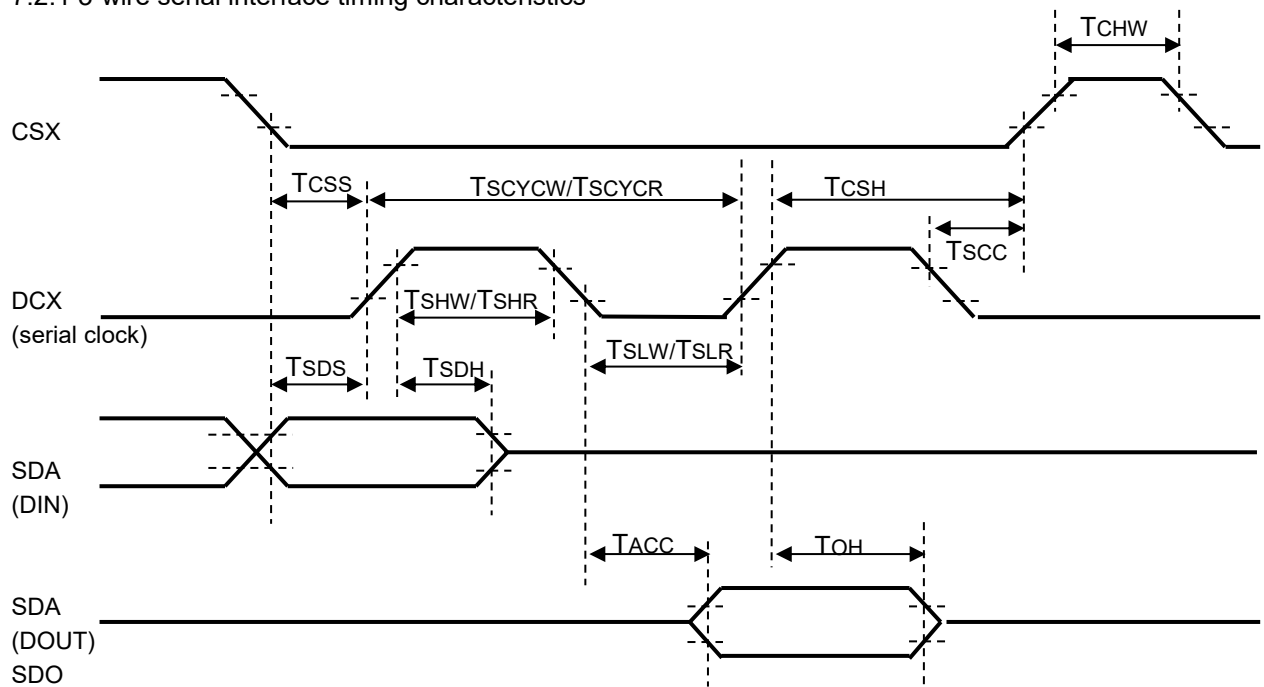 7.2.1 3-wire serial interface timing characteristics
TCHW
CSX
TCSS
TSCYCW/TSCYCR
TCSH
TSCC
DCX
(serial clock)
TSHW/TSHR
TSLW/TSLR
TSDS
TSDH
SDA
(DIN)
TACC
TOH
SDA
(DOUT)
SDO